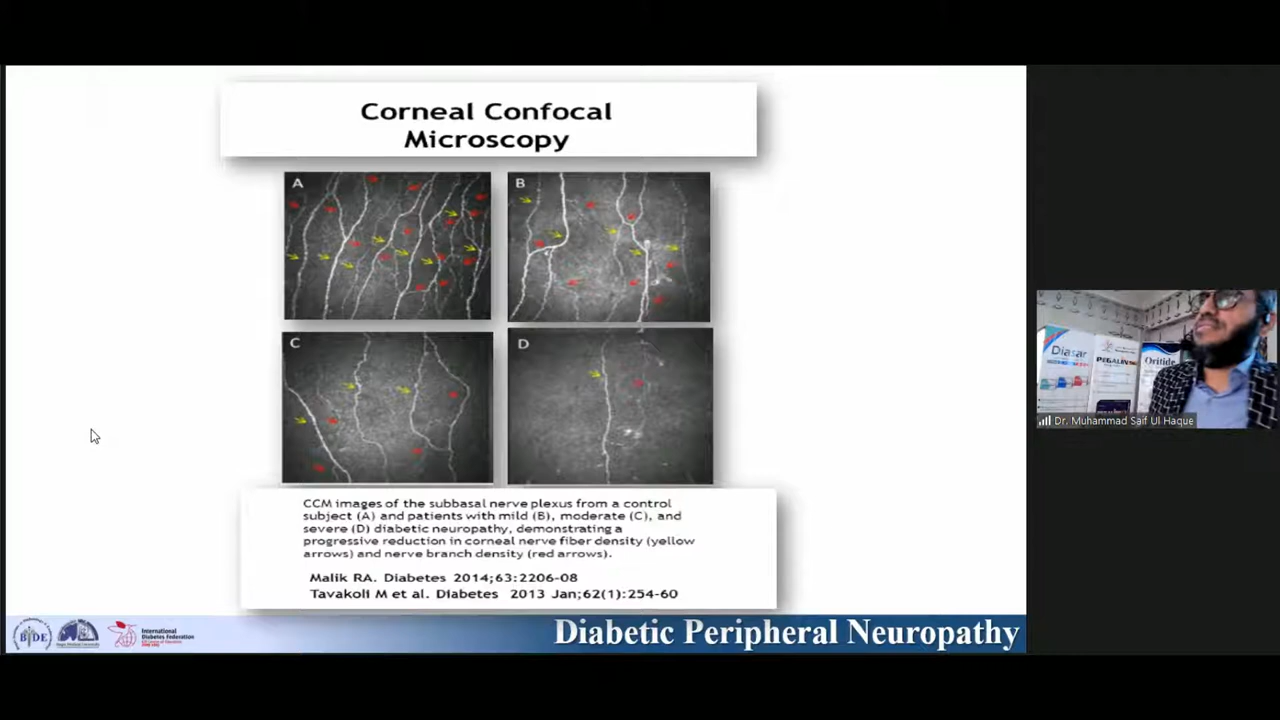 Corneal Confocal
Microscopy
A
B
C
D
CCM images of the subbasal nerve plexus from a control
subject (A) and patients with mild (B), moderate (C), and
severe (D) diabetic neuropathy, demonstrating a
progressive reduction in corneal nerve fiber density (yellow
arrows) and nerve branch density (red arrows).
Malik RA. Diabetes 2014;63:2206-08
Tavakoli M et al. Diabetes 2013 Jan;62(1):254-60
BIDE
International
Diabetes Federation
Diabetic Peripheral Neuropathy
Diasar
PEGALIN
Oritide
Dr. Muhammad Saif Ul Haque